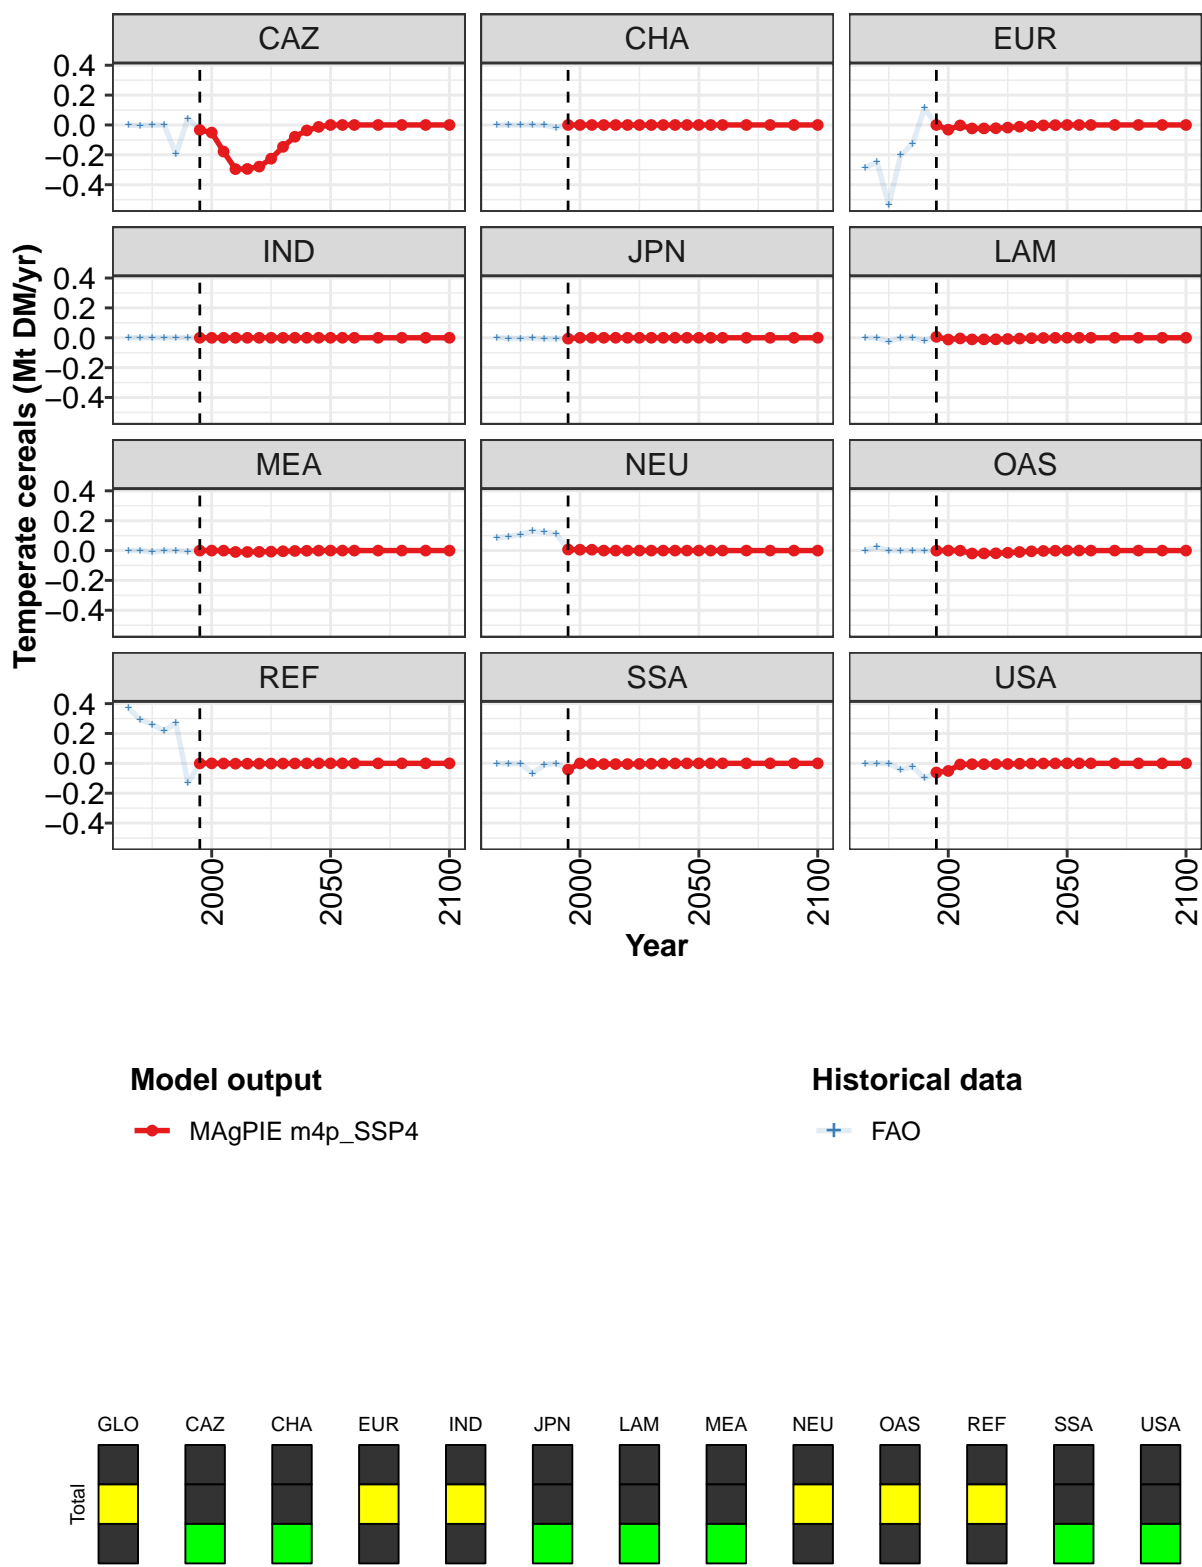 CAZ CHA EUR
0.4
0.2
0.0
−0.2
−0.4
IND JPN LAM
0.4
0.2
0.0
−0.2
−0.4
MEA NEU OAS
0.4
0.2
0.0
−0.2
−0.4
REF SSA USA
0.4
0.2
0.0
−0.2
−0.4
Temperate cereals (Mt DM/yr)
2000 2050 2100 2000 2050 2100 2000 2050 2100
Year
Model output Historical data
MAgPIE m4p_SSP4 FAO
GLO CAZ CHA EUR IND JPN LAM MEA NEU OAS REF SSA USA
Total